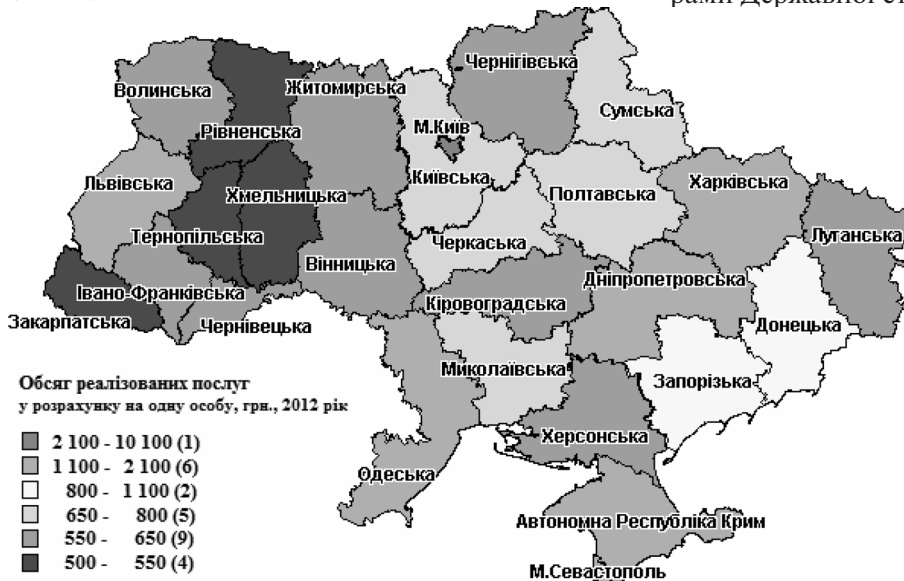 рами Державної ст
Чернігівська
Волинська
Житомирська
Сумська
Рівненська
М.Київ
Львівська
Хмельницька
Київська
Полтавська
Харківська
Тернопільська
Черкаська
Луганська
Вінницька
Івано-Франківська
Дніпропетровська
Закарпатська
Чернівецька
Кіровоградська
Донецька
Миколаївська
Запорізька
Обсяг реалізованих послуг
у розрахунку на одну особу, грн., 2012 рік
Херсонська
2 100 - 10 100 (1)
1 100 - 2 100 (6)
800 - 1 100 (2)
650 - 800 (5)
550 - 650 (9)
500 - 550 (4)
Одеська
Автономна Республіка Крим
М.Севастополь